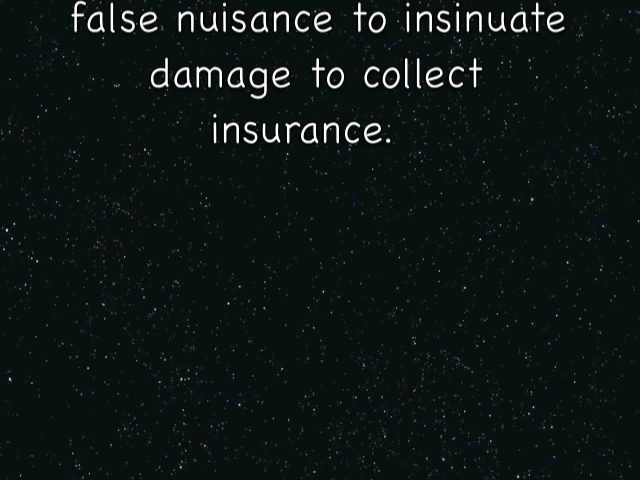 false nuisance to insinuate
damage to collect
insurance.